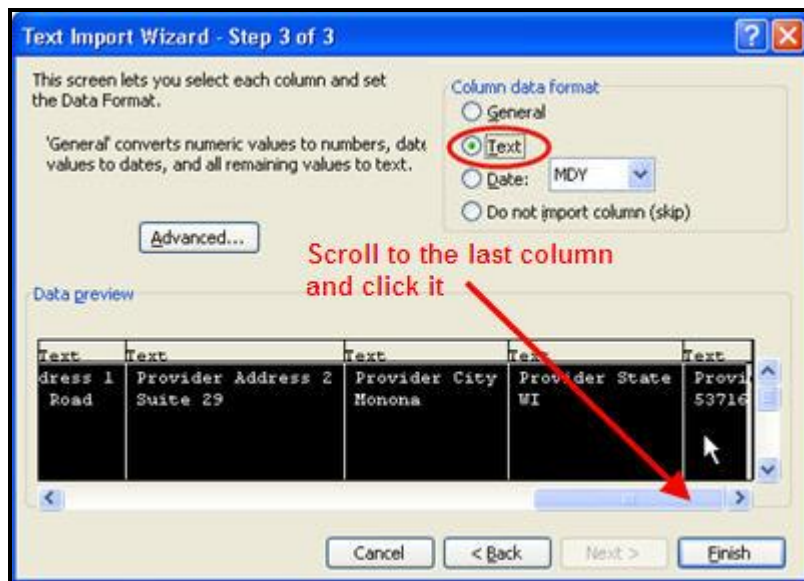 Text Import Wizard - Step 3 of 3
This screen lets you select each column and set
the Data Format.
'General' converts numeric values to numbers, date
values to dates, and all remaining values to text.
Advanced...
Column data format
General
Text
Date: MDY
Do not import column (skip)
Scroll to the last column
and click it
Data preview
Text Text Text Text Text
dress 1 Provider Address 2 Provider City Provider State Provi
Road Suite 29 Monona WI 53716
Cancel < Back Next > Finish